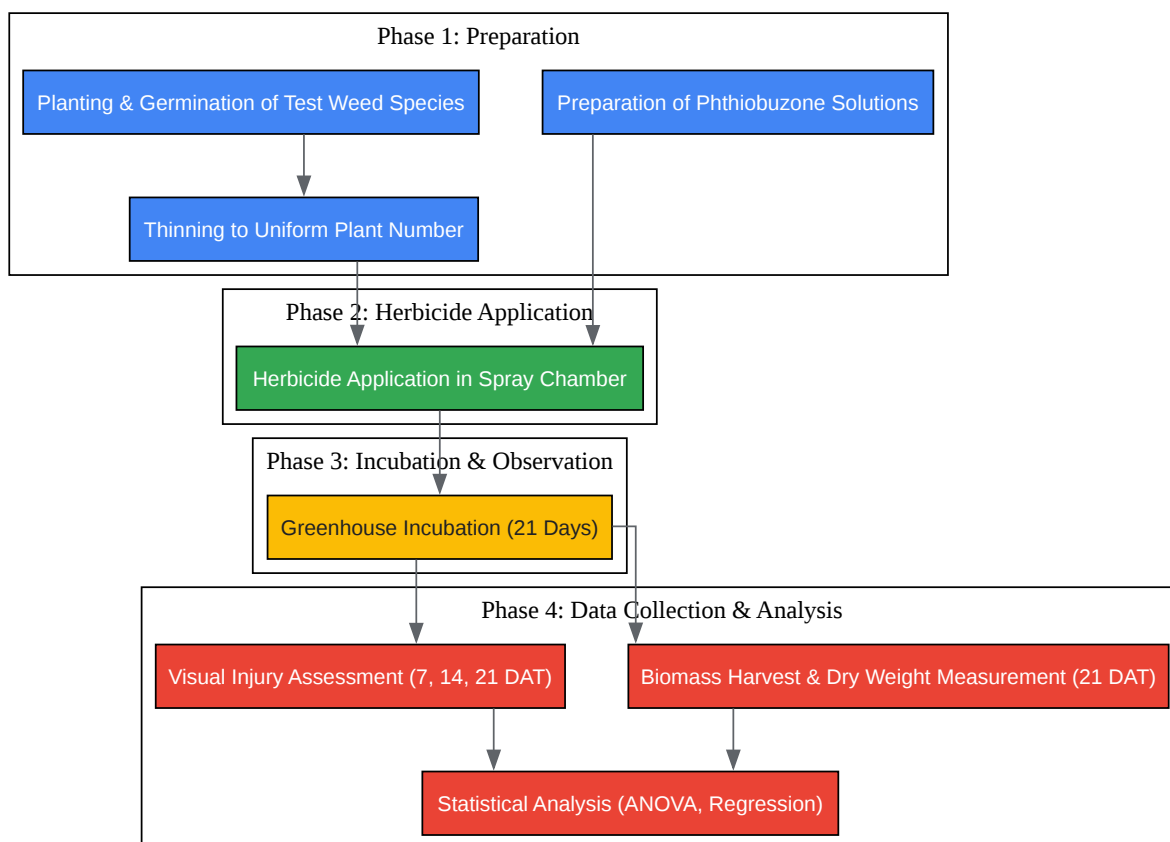 Phase 1: Preparation
Planting & Germination of Test Weed Species
Preparation of Phthiobuzone Solutions
Thinning to Uniform Plant Number
Phase 2: Herbicide Application
Herbicide Application in Spray Chamber
Phase 3: Incubation & Observation
Greenhouse Incubation (21 Days)
Phase 4: Data Collection & Analysis
Visual Injury Assessment (7, 14, 21 DAT)
Biomass Harvest & Dry Weight Measurement (21 DAT)
Statistical Analysis (ANOVA, Regression)